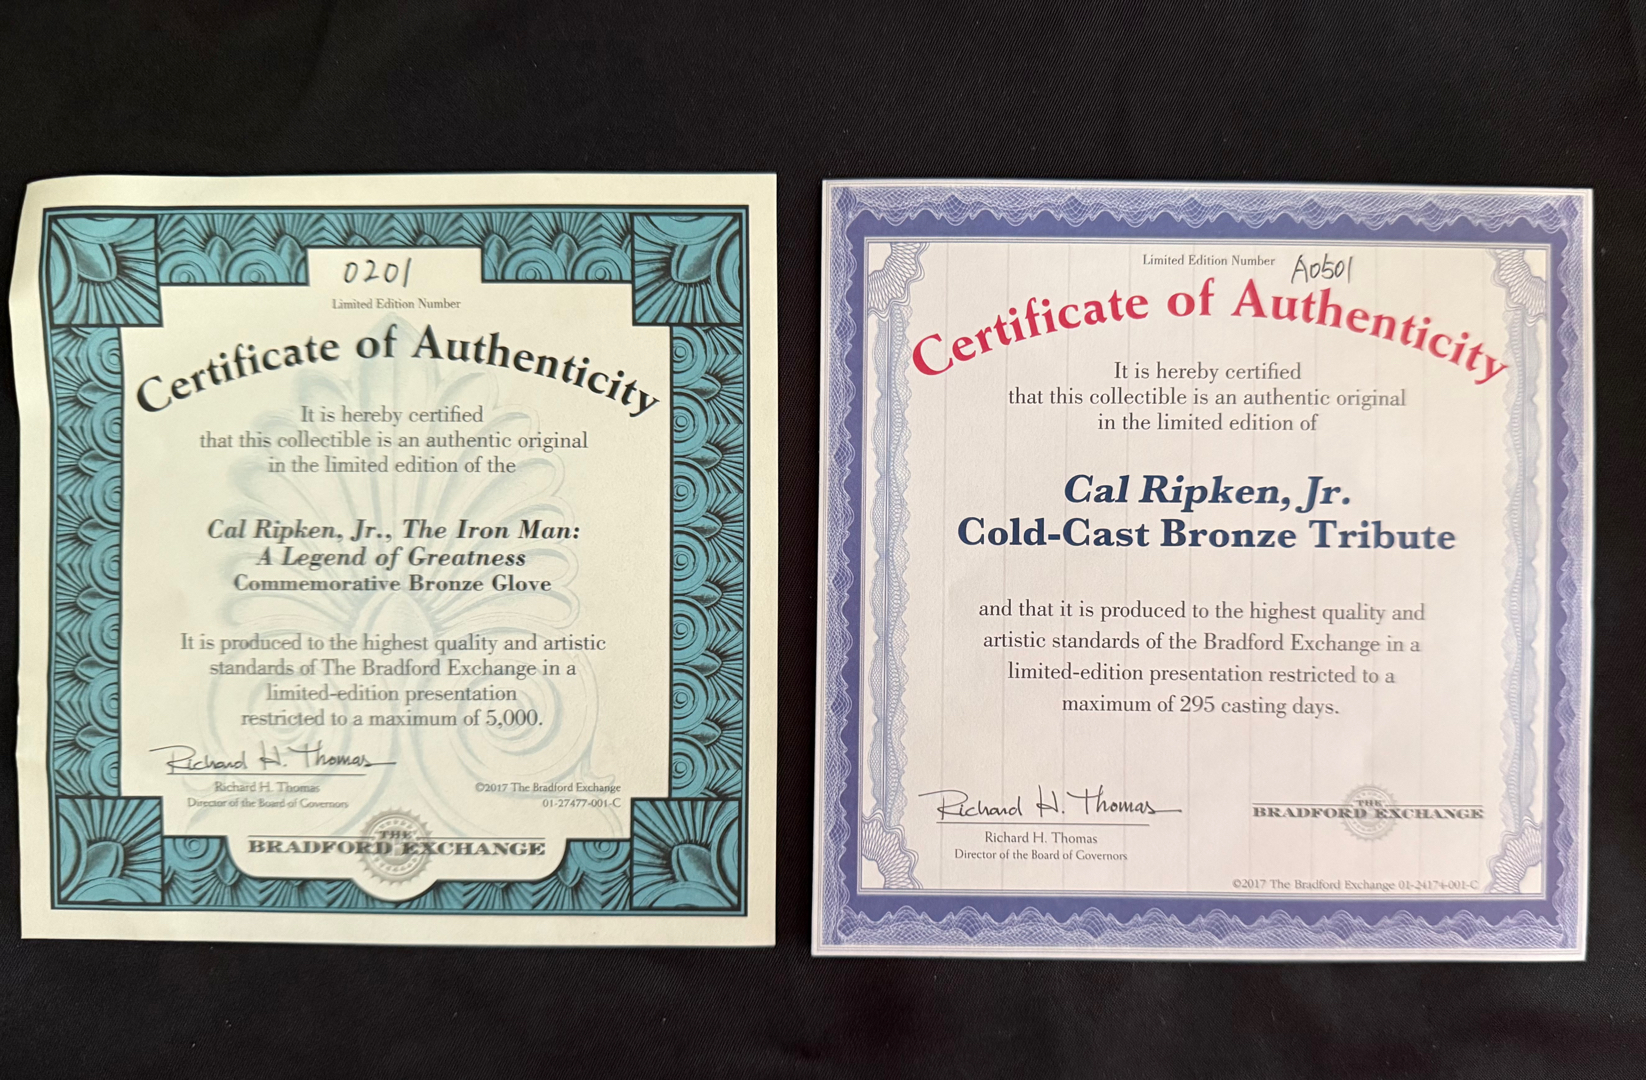 0201
Limited Edition Number
Certificate of Authenticity
It is hereby certified
that this collectible is an authentic original
in the limited edition of the
Cal Ripken, Jr., The Iron Man:
A Legend of Greatness
Commemorative Bronze Glove
It is produced to the highest quality and artistic
standards of The Bradford Exchange in a
limited-edition presentation
restricted to a maximum of 5,000.
Richard H. Thomas
Richard H. Thomas
Director of the Board of Governors
©2017 The Bradford Exchange
01-27477-001-C
THE
BRADFORD EXCHANGE
Limited Edition Number A0501
Certificate of Authenticity
It is hereby certified
that this collectible is an authentic original
in the limited edition of
Cal Ripken, Jr.
Cold-Cast Bronze Tribute
and that it is produced to the highest quality and
artistic standards of the Bradford Exchange in a
limited-edition presentation restricted to a
maximum of 295 casting days.
Richard H. Thomas
Richard H. Thomas
Director of the Board of Governors
THE
BRADFORD EXCHANGE
©2017 The Bradford Exchange 01-24174-001-C